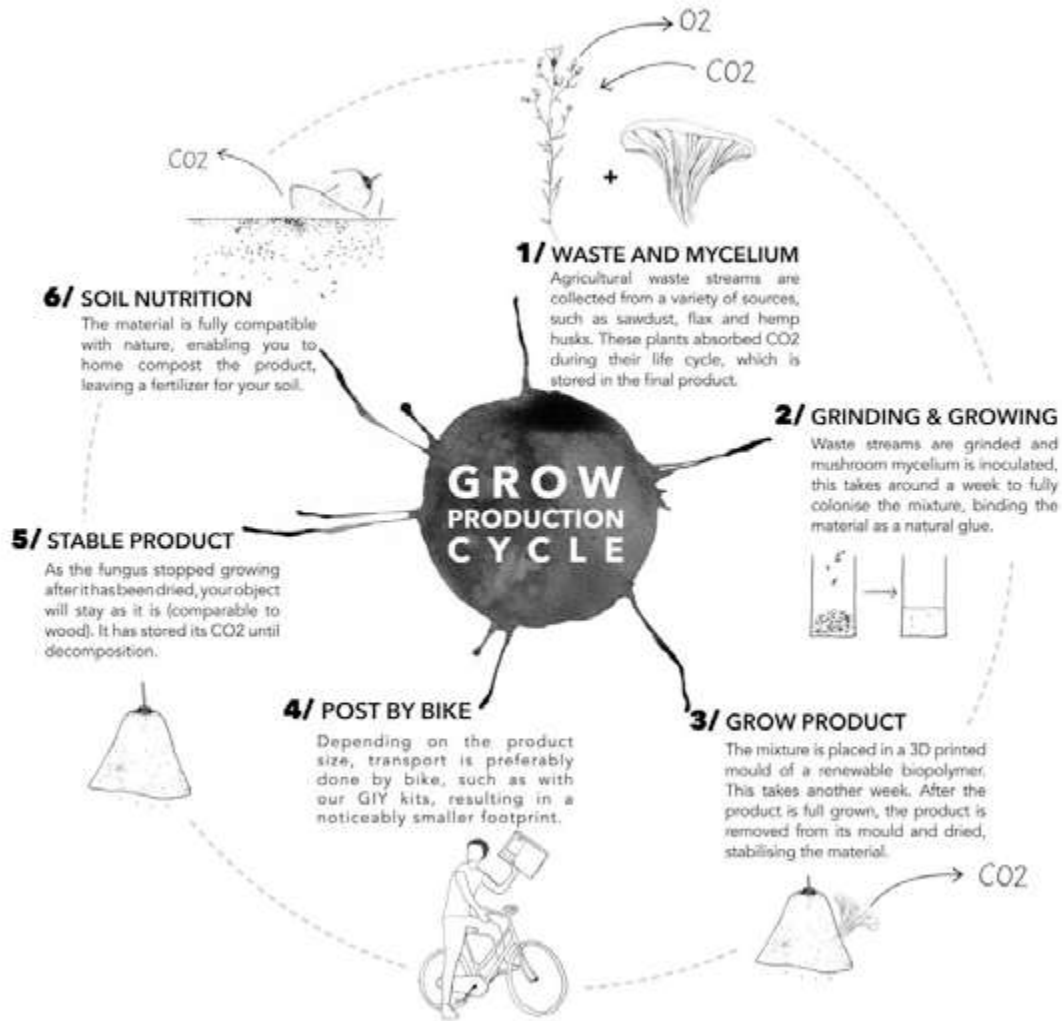 O2
CO2
+
1/ WASTE AND MYCELIUM
Agricultural waste streams are
collected from a variety of sources,
such as sawdust, flax and hemp
husks. These plants absorbed CO2
during their life cycle, which is
stored in the final product.
2/ GRINDING & GROWING
Waste streams are grinded and
mushroom mycelium is inoculated,
this takes around a week to fully
colonise the mixture, binding the
material as a natural glue.
3/ GROW PRODUCT
The mixture is placed in a 3D printed
mould of a renewable biopolymer.
This takes another week. After the
product is full grown, the product is
removed from its mould and dried,
stabilising the material.
CO2
4/ POST BY BIKE
Depending on the product
size, transport is preferably
done by bike, such as with
our GIY kits, resulting in a
noticeably smaller footprint.
5/ STABLE PRODUCT
As the fungus stopped growing
after it has been dried, your object
will stay as it is (comparable to
wood). It has stored its CO2 until
decomposition.
CO2
6/ SOIL NUTRITION
The material is fully compatible
with nature, enabling you to
home compost the product,
leaving a fertilizer for your soil.
GROW
PRODUCTION
CYCLE